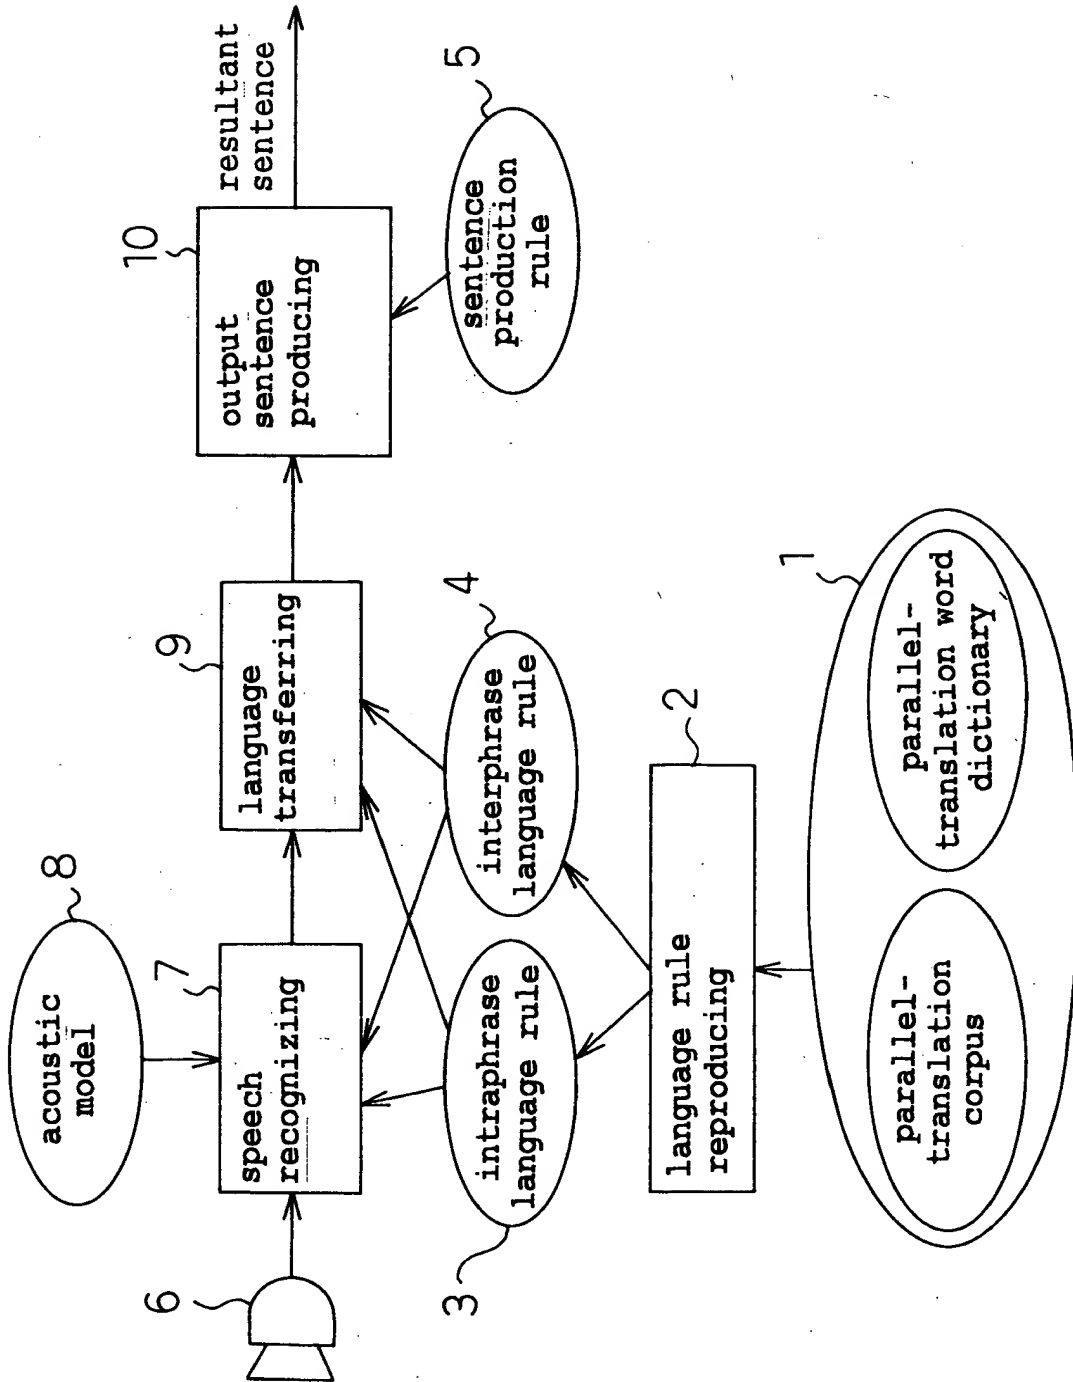 8
acoustic
model
6
7
speech
recognizing
9
language
transferring
10
output
sentence
producing
resultant
sentence
3
intraphrase
language rule
4
interphrase
language rule
5
sentence
production
rule
2
language rule
reproducing
1
parallel-
translation
corpus
parallel-
translation word
dictionary